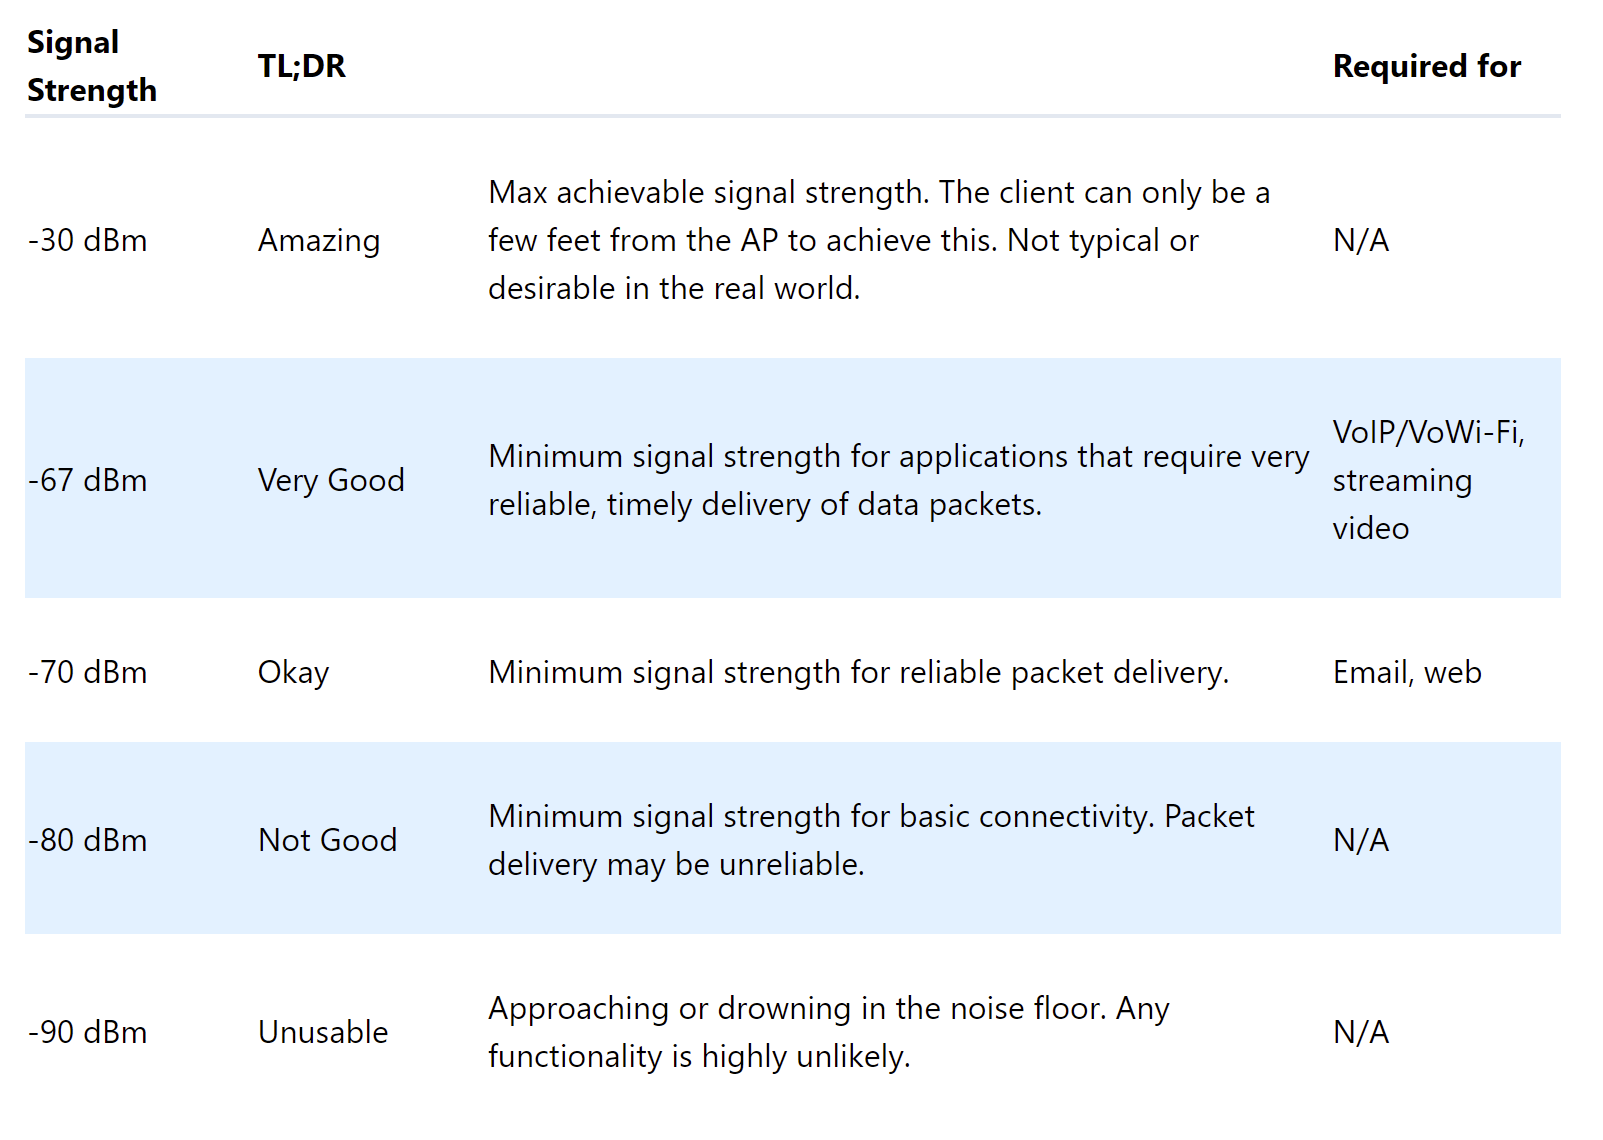 Signal
Strength
TL;DR
Required for
-30 dBm
Amazing
Max achievable signal strength. The client can only be a
few feet from the AP to achieve this. Not typical or
desirable in the real world.
N/A
-67 dBm
Very Good
Minimum signal strength for applications that require very
reliable, timely delivery of data packets.
VoIP/VoWi-Fi,
streaming
video
-70 dBm
Okay
Minimum signal strength for reliable packet delivery.
Email, web
-80 dBm
Not Good
Minimum signal strength for basic connectivity. Packet
delivery may be unreliable.
N/A
-90 dBm
Unusable
Approaching or drowning in the noise floor. Any
functionality is highly unlikely.
N/A